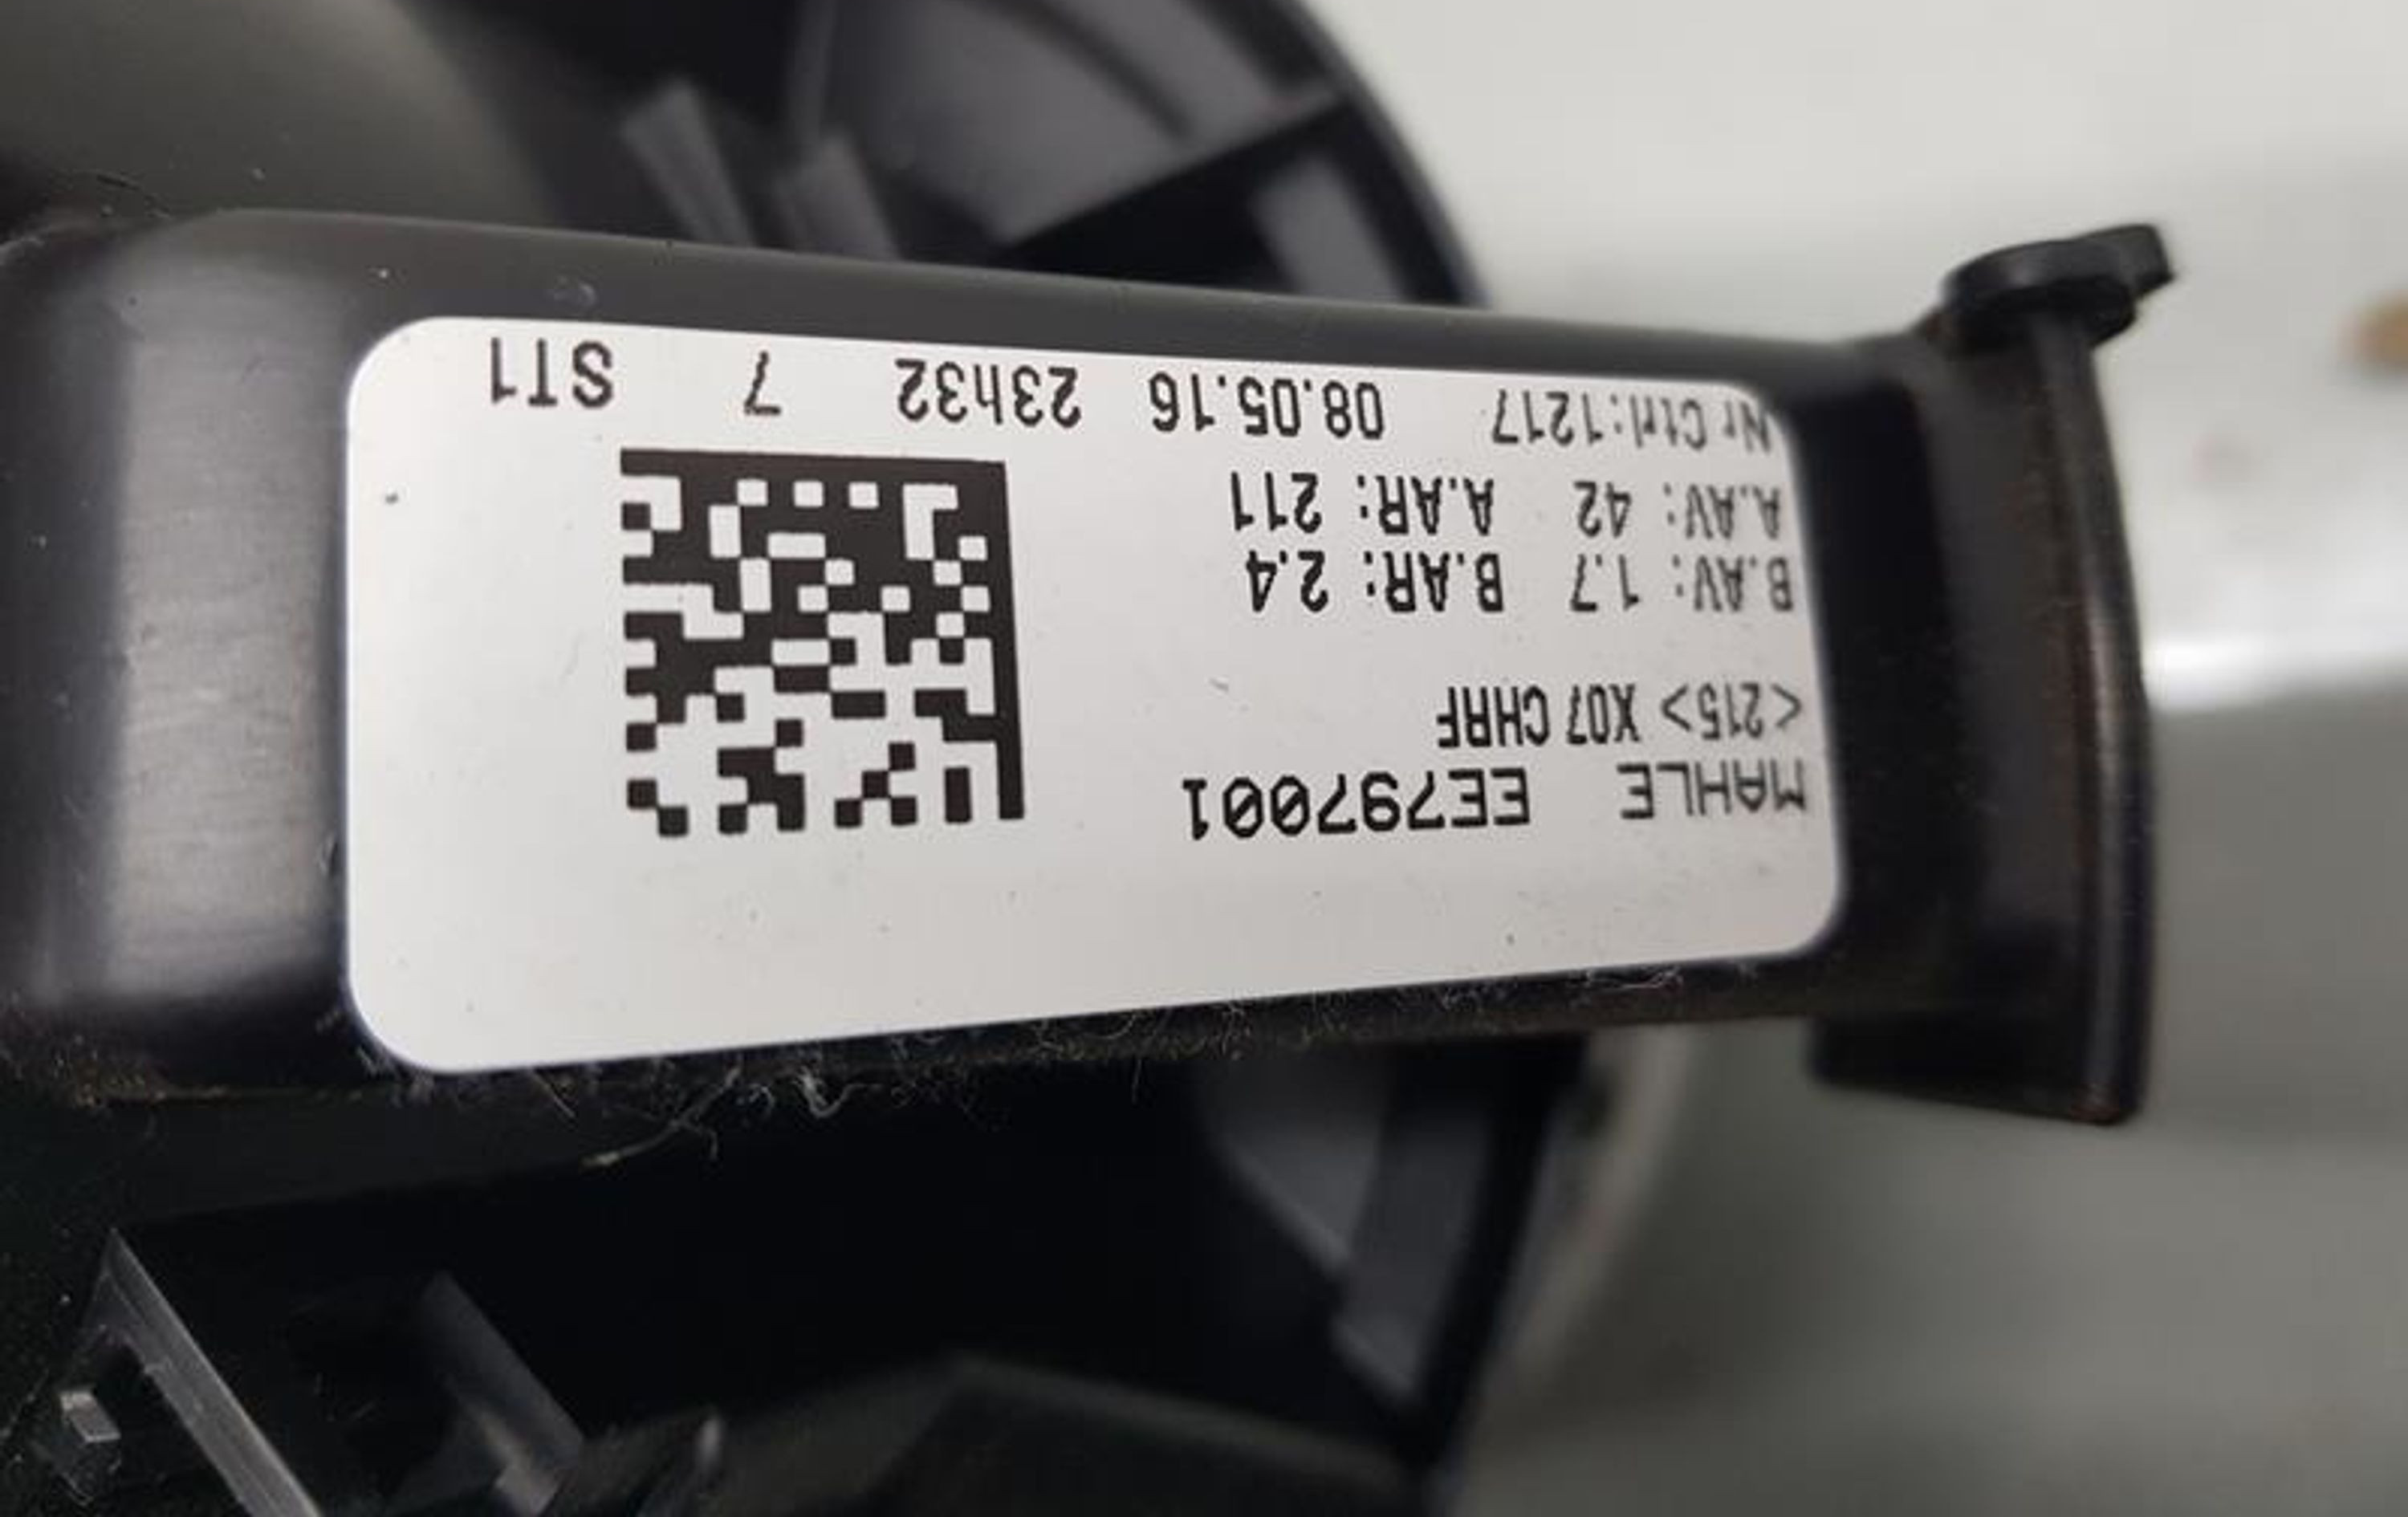 MAHLE EE797001
<215> X07 CHRF
B.AV: 1.7 B.AR: 2.4
A.AV: 42 A.AR: 211
Nr Ctrl:1217 08.05.16 23h32 7 ST1